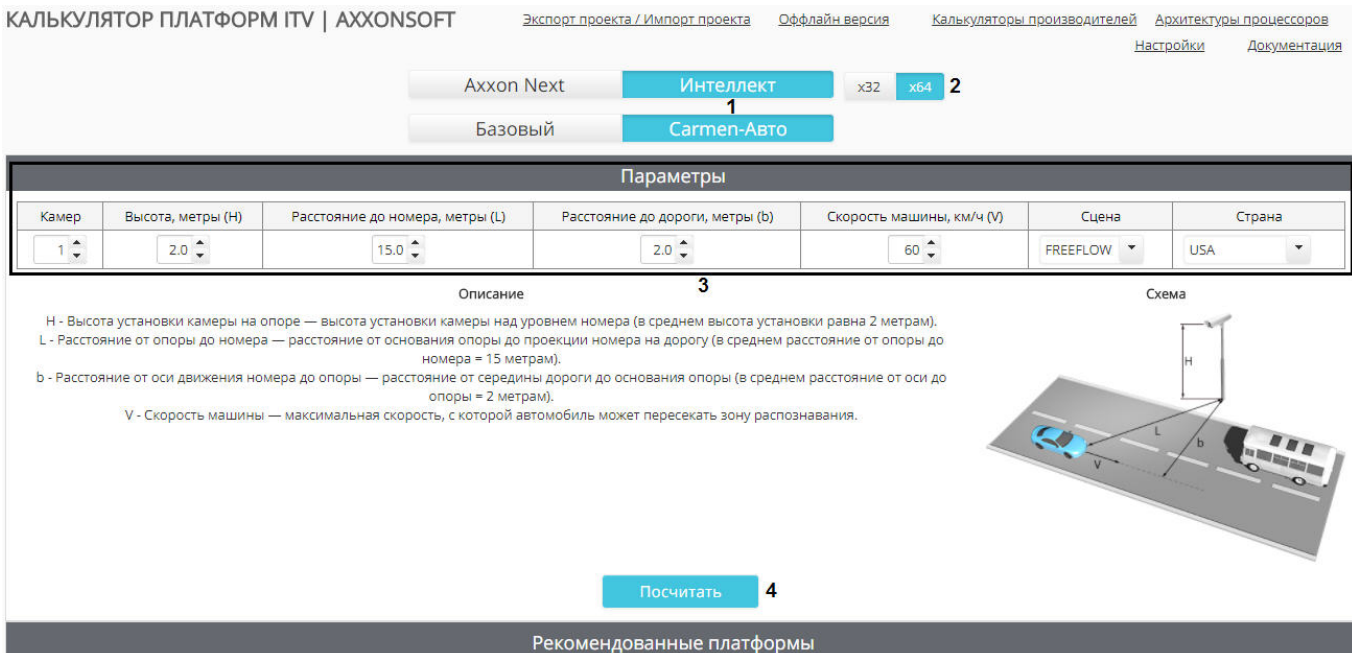 КАЛЬКУЛЯТОР ПЛАТФОРМ ITV | AXXONSOFT
Экспорт проекта / Импорт проекта Оффлайн версия Калькуляторы производителей Архитектуры процессоров
Настройки Документация
Axxon Next Интеллект x32 x64 2
1
Базовый Carmen-Авто
Параметры
Камер Высота, метры (H) Расстояние до номера, метры (L) Расстояние до дороги, метры (b) Скорость машины, км/ч (V) Сцена Страна
1 2.0 15.0 2.0 60 FREEFLOW USA
3
Описание Схема
H - Высота установки камеры на опоре — высота установки камеры над уровнем номера (в среднем высота установки равна 2 метрам).
L - Расстояние от опоры до номера — расстояние от основания опоры до проекции номера на дорогу (в среднем расстояние от опоры до
номера = 15 метрам).
b - Расстояние от оси движения номера до опоры — расстояние от середины дороги до основания опоры (в среднем расстояние от оси до
опоры = 2 метрам).
V - Скорость машины — максимальная скорость, с которой автомобиль может пересекать зону распознавания.
H
L
b
V
Посчитать 4
Рекомендованные платформы